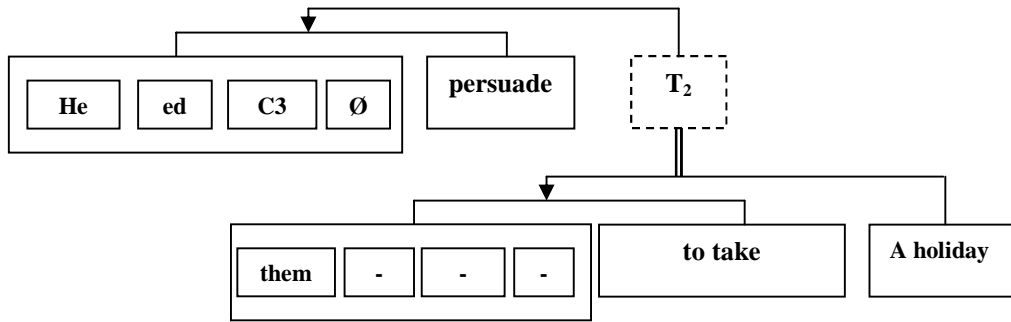 He ed C3 Ø persuade T₂
them - - - to take A holiday